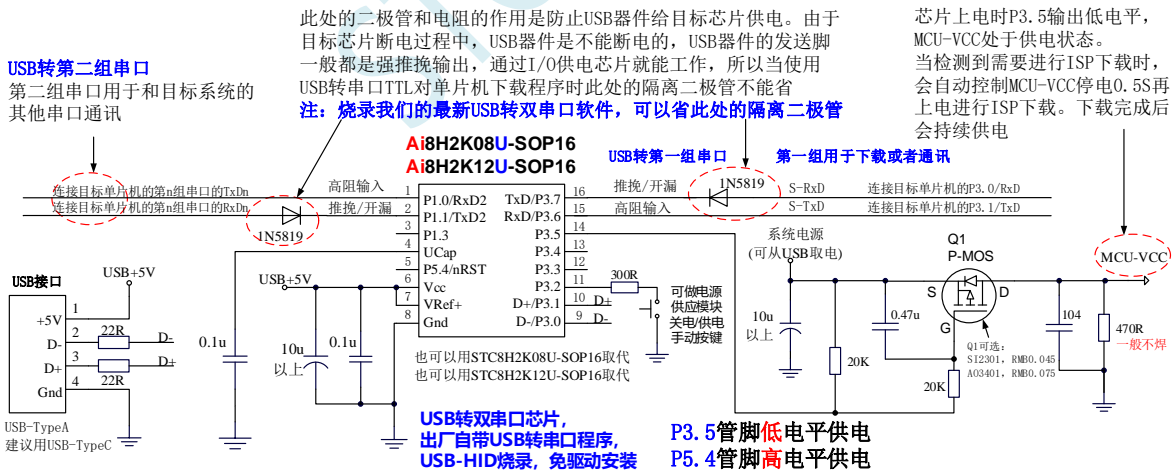 此处的二极管和电阻的作用是防止USB器件给目标芯片供电。由于
目标芯片断电过程中，USB器件是不能断电的，USB器件的发送脚
一般都是强推挽输出，通过I/O供电芯片就能工作，所以当使用
USB转串口TTL对单片机下载程序时此处的隔离二极管不能省
注：烧录我们的最新USB转双串口软件，可以省此处的隔离二极管
芯片上电时P3.5输出低电平，
MCU-VCC处于供电状态。
当检测到需要进行ISP下载时，
会自动控制MCU-VCC停电0.5S再
上电进行ISP下载。下载完成后
会持续供电
USB转第二组串口
第二组串口用于和目标系统的
其他串口通讯
Ai8H2K08U-SOP16
Ai8H2K12U-SOP16
USB转第一组串口
第一组用于下载或者通讯
连接目标单片机的第n组串口的TxDn
高阻输入
连接目标单片机的第n组串口的RxDn
推挽/开漏
1N5819
1 P1.0/RxD2
2 P1.1/TxD2
3 P1.3
4 UCap
5 P5.4/nRST
6 Vcc
7 VRef+
8 Gnd
TxD/P3.7 16
RxD/P3.6 15
P3.5 14
P3.4 13
P3.3 12
P3.2 11
D+/P3.1 10 D+
D-/P3.0 9 D-
推挽/开漏
1N5819
S-RxD
连接目标单片机的P3.0/RxD
高阻输入
S-TxD
连接目标单片机的P3.1/TxD
300R
可做电源
供应模块
关电/供电
手动按键
系统电源
(可从USB取电)
10u
以上
20K
0.47u
20K
Q1
P-MOS
S
D
G
Q1可选：
SI2301, RMB0.045
AO3401, RMB0.075
MCU-VCC
104
470R
一般不焊
USB接口
USB+5V
+5V 1
D- 2 22R D-
D+ 3 22R D+
Gnd 4
USB-TypeA
建议用USB-TypeC
0.1u
USB+5V
10u
以上
0.1u
也可以用STC8H2K08U-SOP16取代
也可以用STC8H2K12U-SOP16取代
USB转双串口芯片，
出厂自带USB转串口程序，
USB-HID烧录，免驱动安装
P3.5管脚低电平供电
P5.4管脚高电平供电